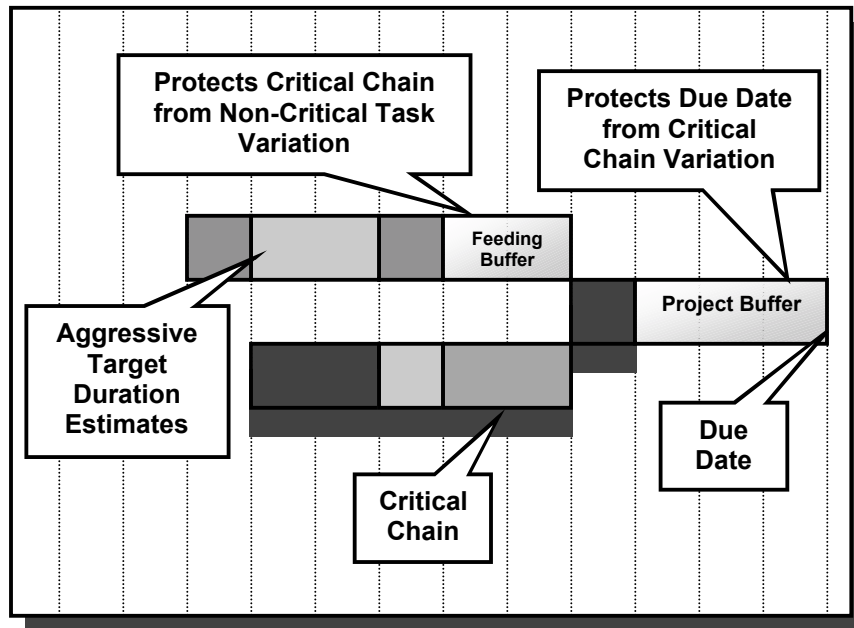 Protects Critical Chain
from Non-Critical Task
Variation
Protects Due Date
from Critical
Chain Variation
Feeding
Buffer
Project Buffer
Aggressive
Target
Duration
Estimates
Due
Date
Critical
Chain